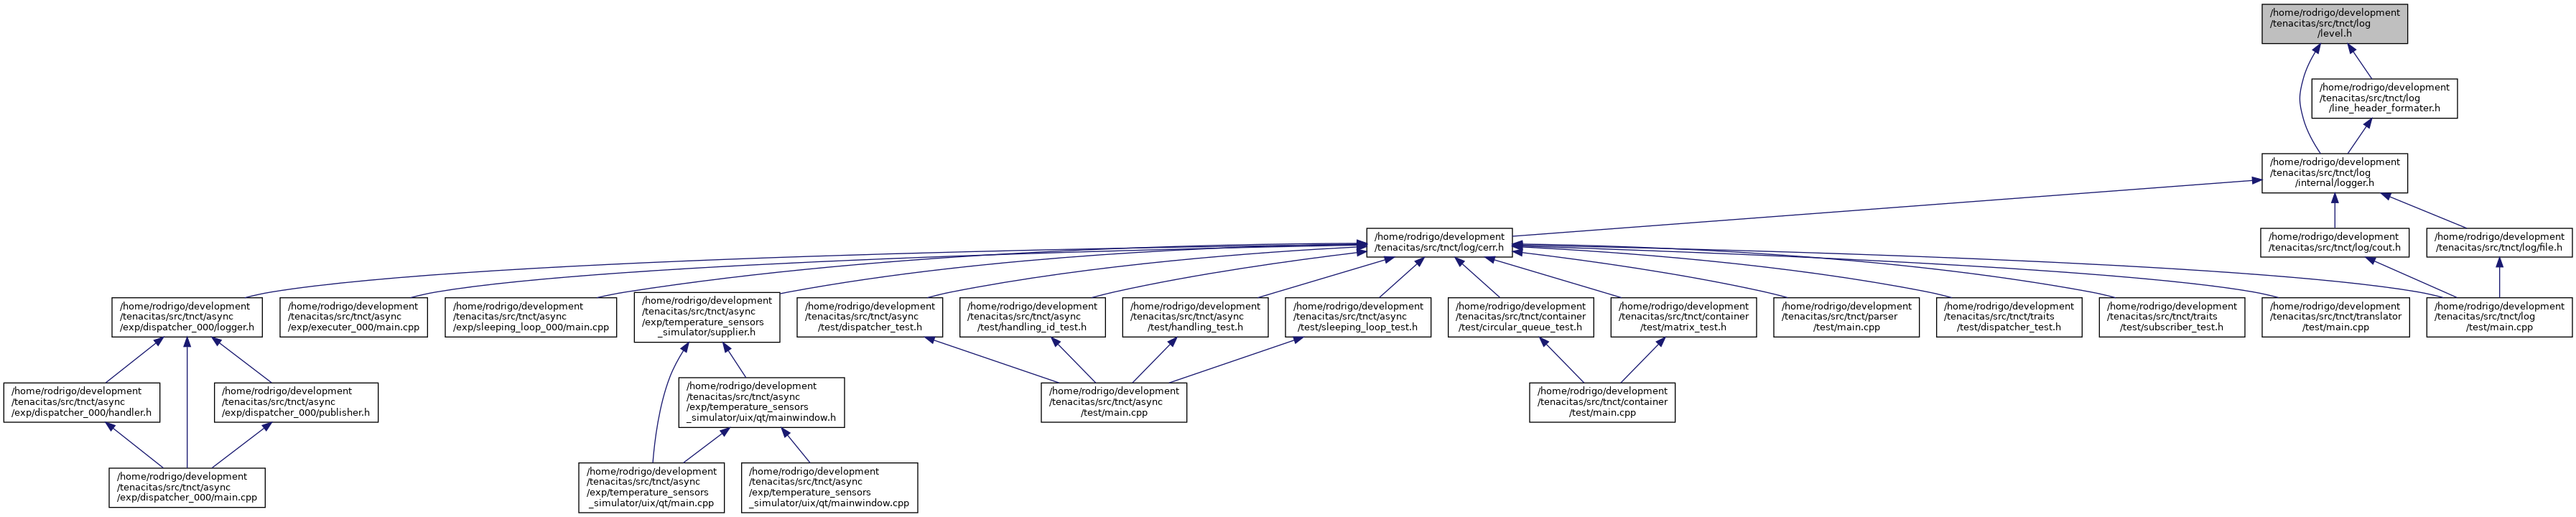 /home/rodrigo/development
/tenacitas/src/tnct/log
/level.h
/home/rodrigo/development
/tenacitas/src/tnct/log
/line_header_formater.h
/home/rodrigo/development
/tenacitas/src/tnct/log
/internal/logger.h
/home/rodrigo/development
/tenacitas/src/tnct/log/cerr.h
/home/rodrigo/development
/tenacitas/src/tnct/log/cout.h
/home/rodrigo/development
/tenacitas/src/tnct/log/file.h
/home/rodrigo/development
/tenacitas/src/tnct/async
/exp/dispatcher_000/logger.h
/home/rodrigo/development
/tenacitas/src/tnct/async
/exp/executer_000/main.cpp
/home/rodrigo/development
/tenacitas/src/tnct/async
/exp/sleeping_loop_000/main.cpp
/home/rodrigo/development
/tenacitas/src/tnct/async
/exp/temperature_sensors
_simulator/supplier.h
/home/rodrigo/development
/tenacitas/src/tnct/async
/test/dispatcher_test.h
/home/rodrigo/development
/tenacitas/src/tnct/async
/test/handling_id_test.h
/home/rodrigo/development
/tenacitas/src/tnct/async
/test/handling_test.h
/home/rodrigo/development
/tenacitas/src/tnct/async
/test/sleeping_loop_test.h
/home/rodrigo/development
/tenacitas/src/tnct/container
/test/circular_queue_test.h
/home/rodrigo/development
/tenacitas/src/tnct/container
/test/matrix_test.h
/home/rodrigo/development
/tenacitas/src/tnct/parser
/test/main.cpp
/home/rodrigo/development
/tenacitas/src/tnct/traits
/test/dispatcher_test.h
/home/rodrigo/development
/tenacitas/src/tnct/traits
/test/subscriber_test.h
/home/rodrigo/development
/tenacitas/src/tnct/translator
/test/main.cpp
/home/rodrigo/development
/tenacitas/src/tnct/log
/test/main.cpp
/home/rodrigo/development
/tenacitas/src/tnct/async
/exp/dispatcher_000/handler.h
/home/rodrigo/development
/tenacitas/src/tnct/async
/exp/dispatcher_000/publisher.h
/home/rodrigo/development
/tenacitas/src/tnct/async
/exp/temperature_sensors
_simulator/uix/qt/mainwindow.h
/home/rodrigo/development
/tenacitas/src/tnct/async
/test/main.cpp
/home/rodrigo/development
/tenacitas/src/tnct/container
/test/main.cpp
/home/rodrigo/development
/tenacitas/src/tnct/async
/exp/dispatcher_000/main.cpp
/home/rodrigo/development
/tenacitas/src/tnct/async
/exp/temperature_sensors
_simulator/uix/qt/main.cpp
/home/rodrigo/development
/tenacitas/src/tnct/async
/exp/temperature_sensors
_simulator/uix/qt/mainwindow.cpp